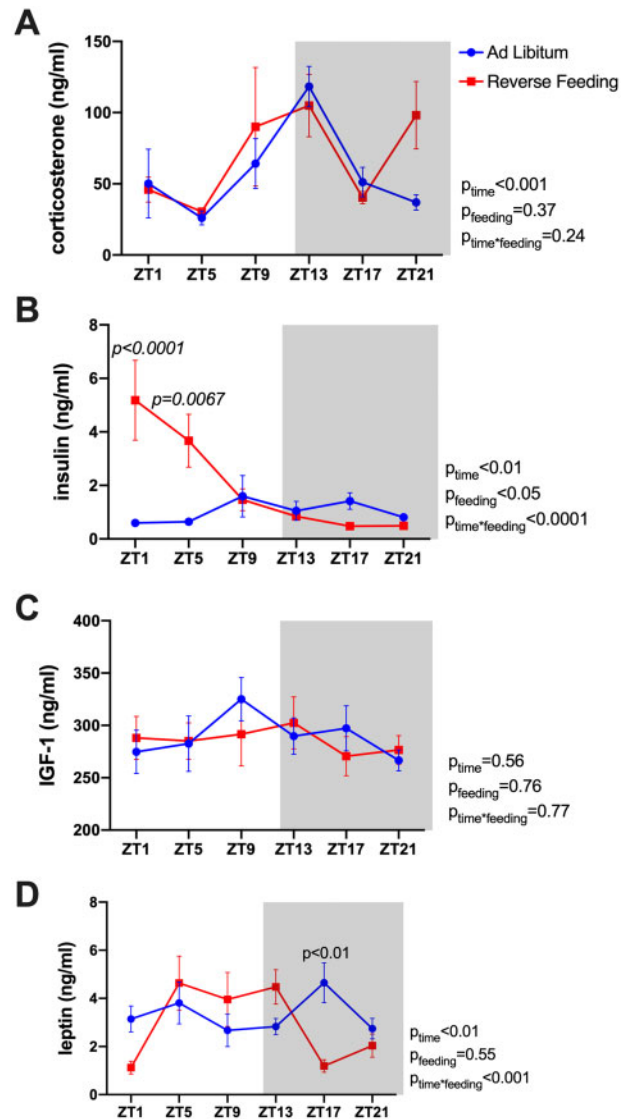 A
corticosterone (ng/ml)
150
100
50
0
ZT1 ZT5 ZT9 ZT13 ZT17 ZT21
Ad Libitum
Reverse Feeding
ptime<0.001
pfeeding=0.37
ptime*feeding=0.24
B
insulin (ng/ml)
8
6
4
2
0
p<0.0001
p=0.0067
ZT1 ZT5 ZT9 ZT13 ZT17 ZT21
ptime<0.01
pfeeding<0.05
ptime*feeding<0.0001
C
IGF-1 (ng/ml)
400
350
300
250
200
ZT1 ZT5 ZT9 ZT13 ZT17 ZT21
ptime=0.56
pfeeding=0.76
ptime*feeding=0.77
D
leptin (ng/ml)
8
6
4
2
0
p<0.01
ZT1 ZT5 ZT9 ZT13 ZT17 ZT21
ptime<0.01
pfeeding=0.55
ptime*feeding<0.001